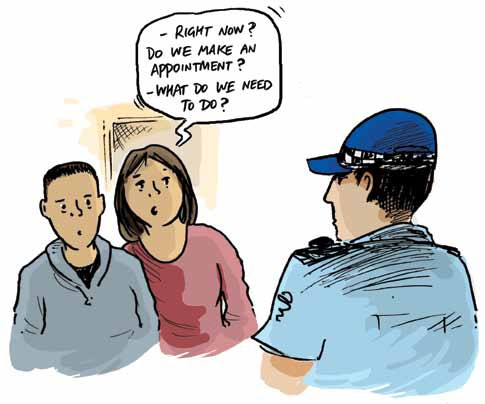 - RIGHT NOW?
DO WE MAKE AN
APPOINTMENT?
- WHAT DO WE NEED
TO DO?